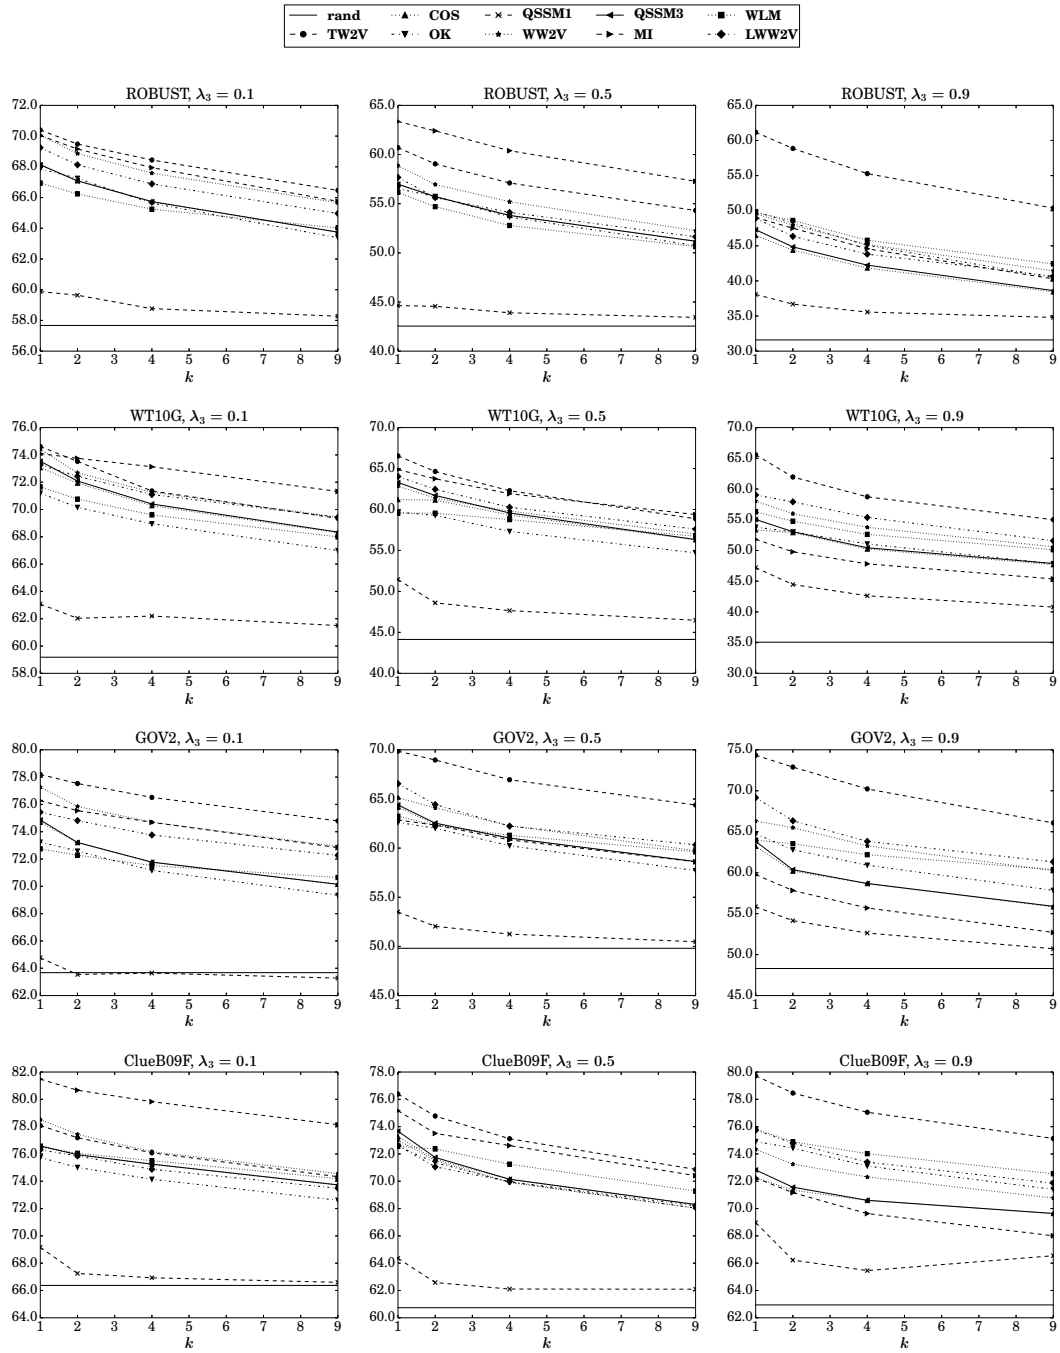 rand COS QSSM1 QSSM3 WLM
TW2V OK WW2V MI LWW2V
ROBUST, λ₃ = 0.1
72.0
70.0
68.0
66.0
64.0
62.0
60.0
58.0
56.0
1 2 3 4 5 6 7 8 9
k
ROBUST, λ₃ = 0.5
65.0
60.0
55.0
50.0
45.0
40.0
1 2 3 4 5 6 7 8 9
k
ROBUST, λ₃ = 0.9
65.0
60.0
55.0
50.0
45.0
40.0
35.0
30.0
1 2 3 4 5 6 7 8 9
k
WT10G, λ₃ = 0.1
76.0
74.0
72.0
70.0
68.0
66.0
64.0
62.0
60.0
58.0
1 2 3 4 5 6 7 8 9
k
WT10G, λ₃ = 0.5
70.0
65.0
60.0
55.0
50.0
45.0
40.0
1 2 3 4 5 6 7 8 9
k
WT10G, λ₃ = 0.9
70.0
65.0
60.0
55.0
50.0
45.0
40.0
35.0
30.0
1 2 3 4 5 6 7 8 9
k
GOV2, λ₃ = 0.1
80.0
78.0
76.0
74.0
72.0
70.0
68.0
66.0
64.0
62.0
1 2 3 4 5 6 7 8 9
k
GOV2, λ₃ = 0.5
70.0
65.0
60.0
55.0
50.0
45.0
1 2 3 4 5 6 7 8 9
k
GOV2, λ₃ = 0.9
75.0
70.0
65.0
60.0
55.0
50.0
45.0
1 2 3 4 5 6 7 8 9
k
ClueB09F, λ₃ = 0.1
82.0
80.0
78.0
76.0
74.0
72.0
70.0
68.0
66.0
64.0
1 2 3 4 5 6 7 8 9
k
ClueB09F, λ₃ = 0.5
78.0
76.0
74.0
72.0
70.0
68.0
66.0
64.0
62.0
60.0
1 2 3 4 5 6 7 8 9
k
ClueB09F, λ₃ = 0.9
80.0
78.0
76.0
74.0
72.0
70.0
68.0
66.0
64.0
62.0
1 2 3 4 5 6 7 8 9
k